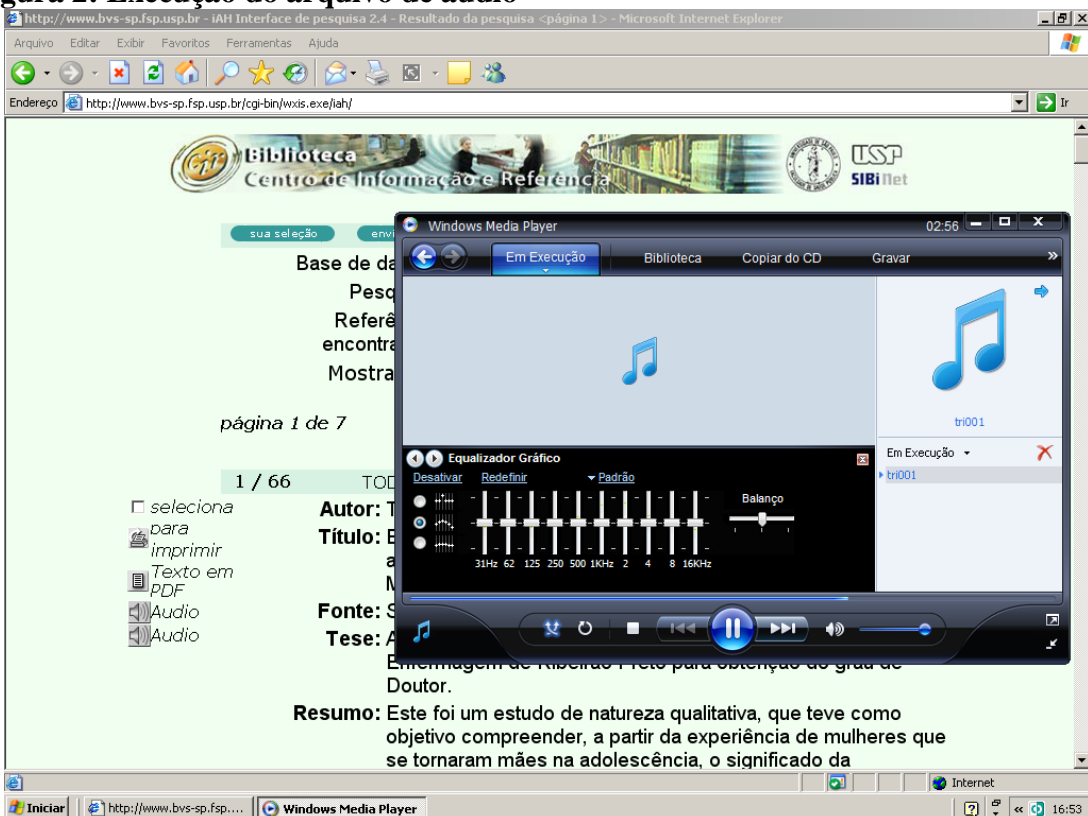 gura 2: Execução do arquivo de áudio
http://www.bvs-sp.fsp.usp.br - iAH Interface de pesquisa 2.4 - Resultado da pesquisa <página 1> - Microsoft Internet Explorer
Arquivo Editar Exibir Favoritos Ferramentas Ajuda
Endereço http://www.bvs-sp.fsp.usp.br/cgi-bin/wxis.exe/iah/ Ir
Biblioteca
Centro de Informação e Referência
USP
SIBiNet
sua seleção envi
Base de da
Pesq
Referê
encontra
Mostra
página 1 de 7
1 / 66 TOD
seleciona
para
imprimir
Texto em
PDF
Audio
Audio
Autor: T
Título: E
a
M
Fonte: S
Tese: A
Enfermagem de Ribeirão Preto para obtenção do grau de
Doutor.
Resumo: Este foi um estudo de natureza qualitativa, que teve como
objetivo compreender, a partir da experiência de mulheres que
se tornaram mães na adolescência, o significado da
Windows Media Player 02:56
Em Execução Biblioteca Copiar do CD Gravar
tri001
Em Execução
tri001
Equalizador Gráfico
Desativar Redefinir Padrão
Balanço
31Hz 62 125 250 500 1KHz 2 4 8 16KHz
Internet
Iniciar http://www.bvs-sp.fsp.... Windows Media Player 16:53